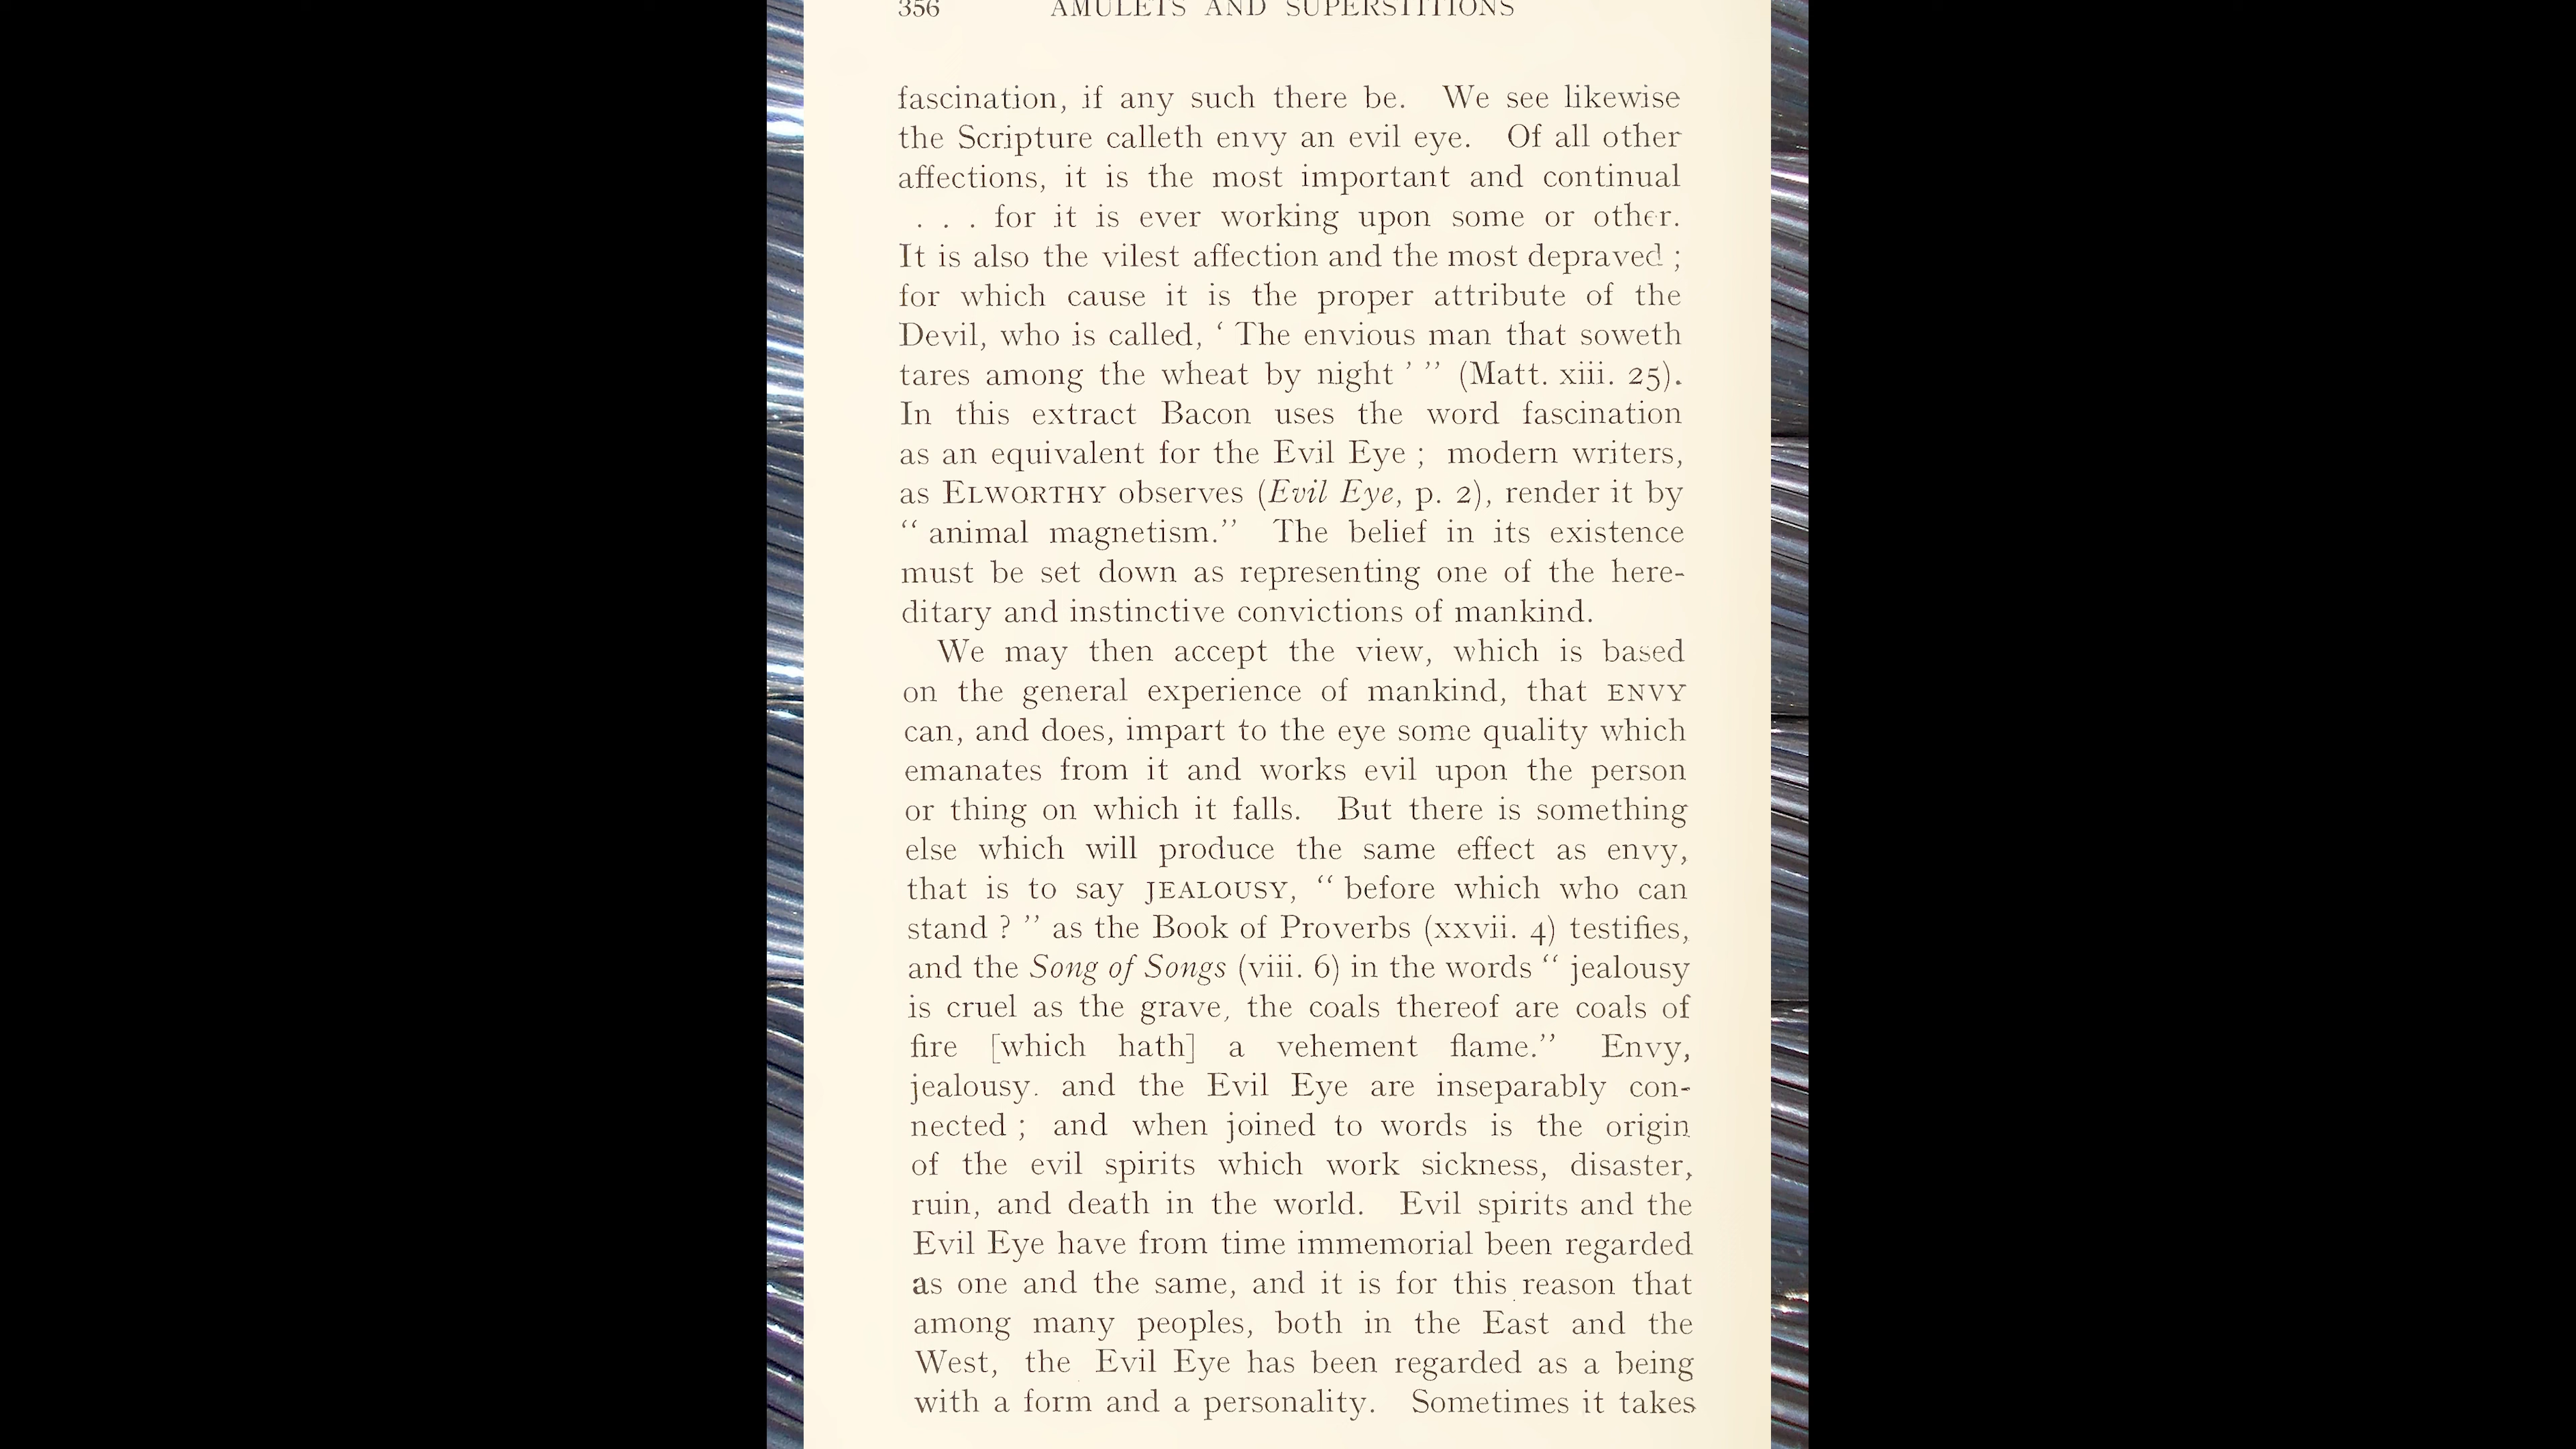 356 AMULETS AND SUPERSTITIONS
fascination, if any such there be. We see likewise
the Scripture calleth envy an evil eye. Of all other
affections, it is the most important and continual
. . . for it is ever working upon some or other.
It is also the vilest affection and the most depraved ;
for which cause it is the proper attribute of the
Devil, who is called, ‘ The envious man that soweth
tares among the wheat by night ’ ” (Matt. xiii. 25).
In this extract Bacon uses the word fascination
as an equivalent for the Evil Eye ; modern writers,
as ELWORTHY observes (Evil Eye, p. 2), render it by
“ animal magnetism.” The belief in its existence
must be set down as representing one of the here-
ditary and instinctive convictions of mankind.
We may then accept the view, which is based
on the general experience of mankind, that ENVY
can, and does, impart to the eye some quality which
emanates from it and works evil upon the person
or thing on which it falls. But there is something
else which will produce the same effect as envy,
that is to say JEALOUSY, “ before which who can
stand ? ” as the Book of Proverbs (xxvii. 4) testifies,
and the Song of Songs (viii. 6) in the words “ jealousy
is cruel as the grave, the coals thereof are coals of
fire [which hath] a vehement flame.” Envy,
jealousy. and the Evil Eye are inseparably con-
nected ; and when joined to words is the origin
of the evil spirits which work sickness, disaster,
ruin, and death in the world. Evil spirits and the
Evil Eye have from time immemorial been regarded
as one and the same, and it is for this reason that
among many peoples, both in the East and the
West, the Evil Eye has been regarded as a being
with a form and a personality. Sometimes it takes